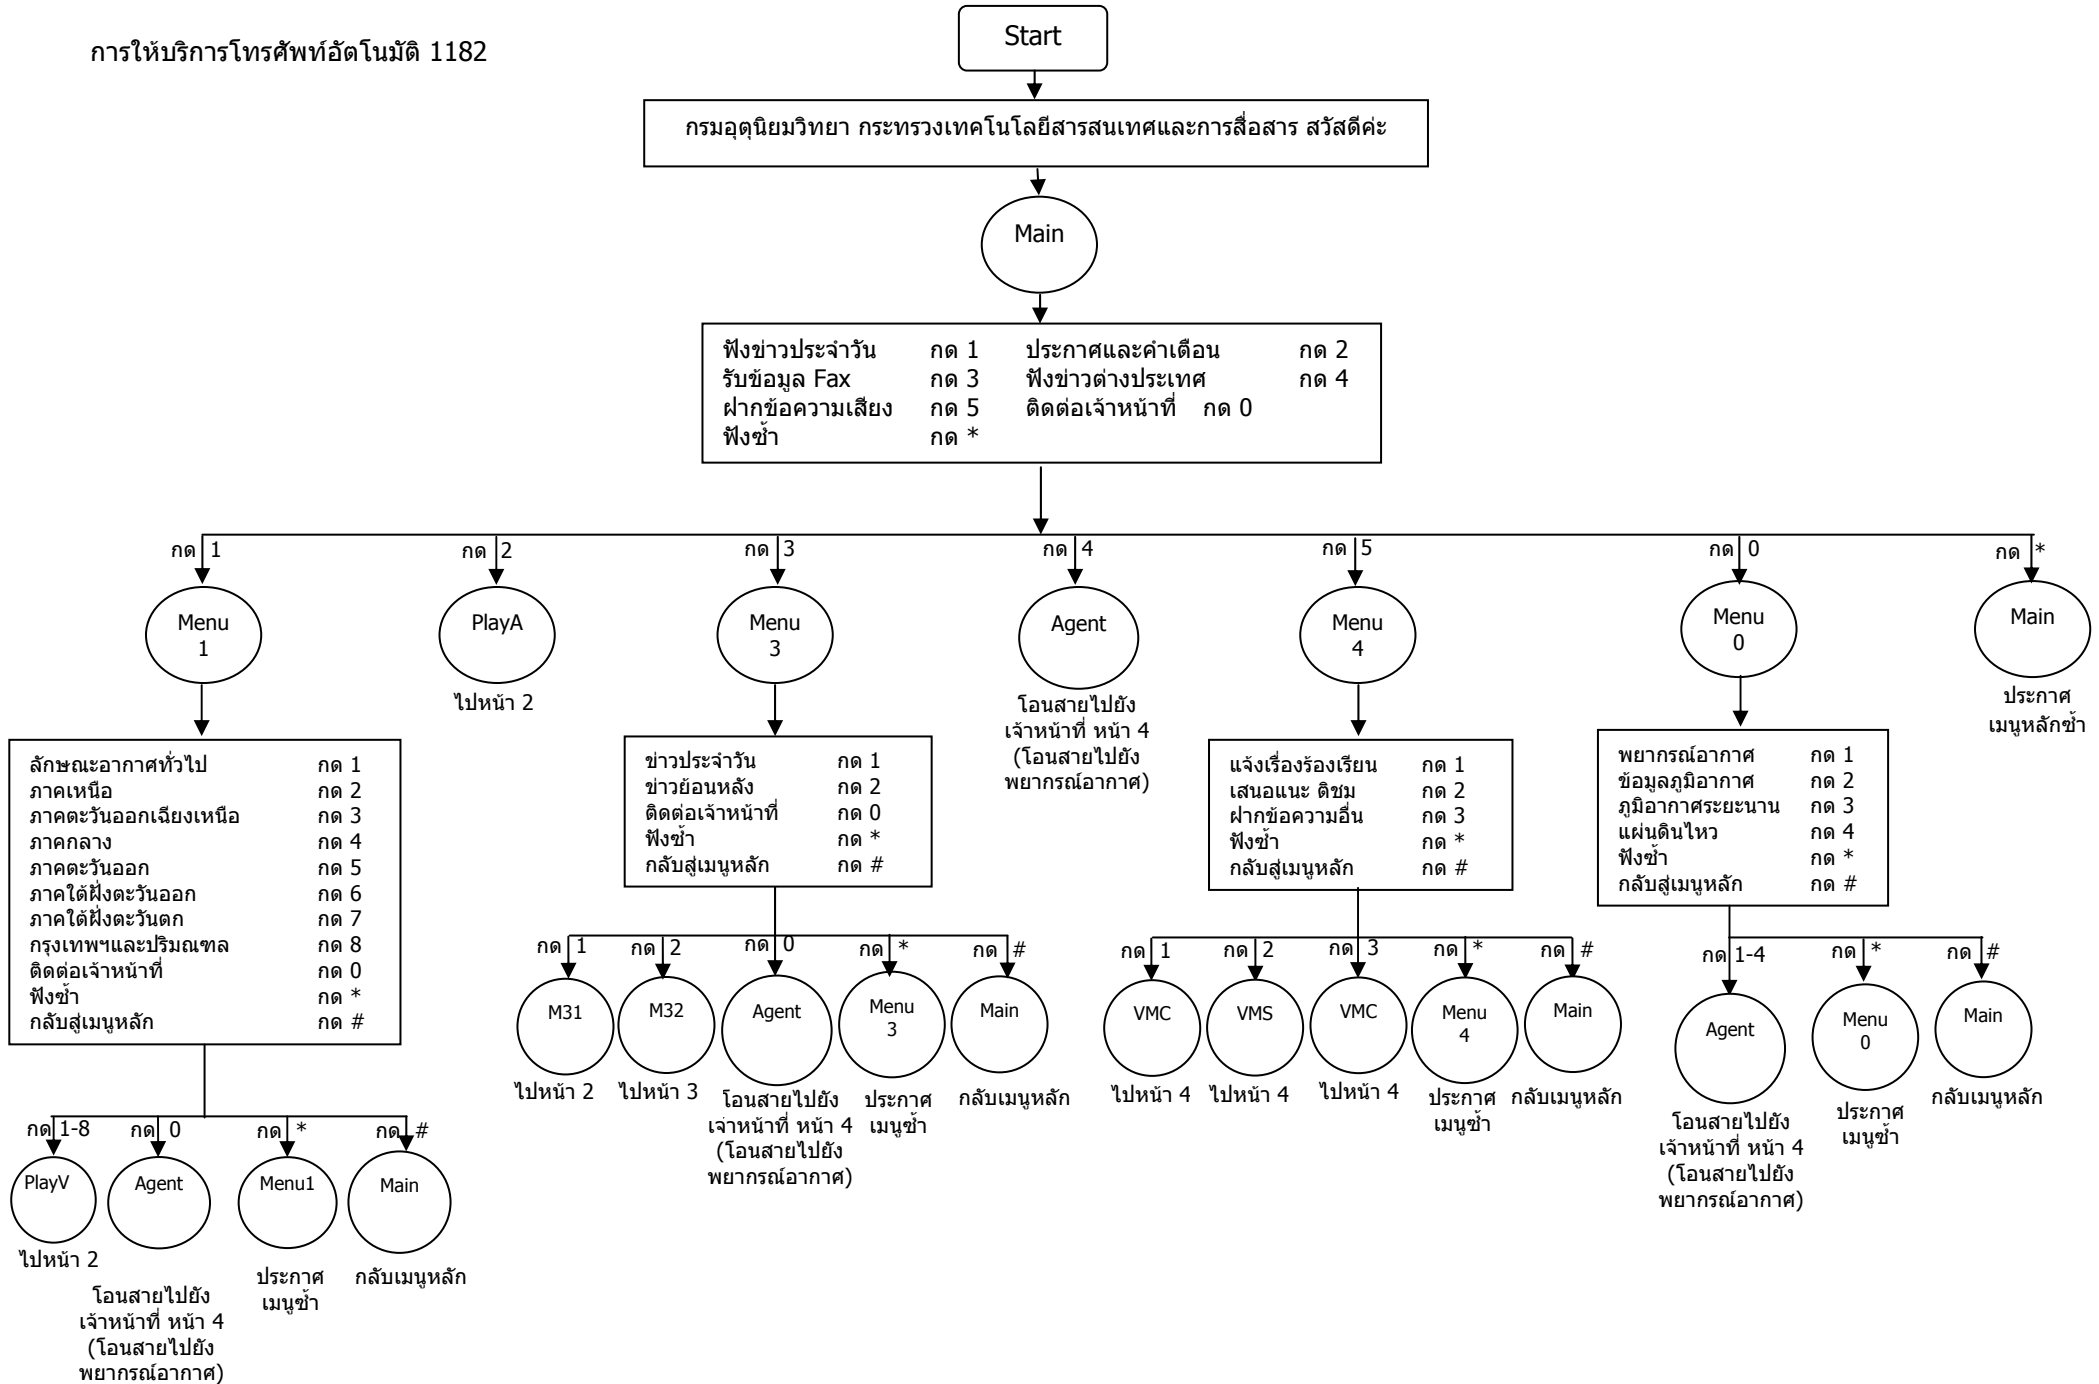 การให้บริการโทรศัพท์อัตโนมัติ 1182
Start
กรมอุตุนิยมวิทยา กระทรวงเทคโนโลยีสารสนเทศและการสื่อสาร สวัสดีค่ะ
Main
ฟังข่าวประจำวัน กด 1 ประกาศและคำเตือน กด 2
รับข้อมูล Fax กด 3 ฟังข่าวต่างประเทศ กด 4
ฝากข้อความเสียง กด 5 ติดต่อเจ้าหน้าที่ กด 0
ฟังซ้ำ กด *
กด 1
กด 2
กด 3
กด 4
กด 5
กด 0
กด *
Menu
1
PlayA
ไปหน้า 2
Menu
3
Agent
โอนสายไปยัง
เจ้าหน้าที่ หน้า 4
(โอนสายไปยัง
พยากรณ์อากาศ)
Menu
4
Menu
0
Main
ประกาศ
เมนูหลักซ้ำ
ลักษณะอากาศทั่วไป กด 1
ภาคเหนือ กด 2
ภาคตะวันออกเฉียงเหนือ กด 3
ภาคกลาง กด 4
ภาคตะวันออก กด 5
ภาคใต้ฝั่งตะวันออก กด 6
ภาคใต้ฝั่งตะวันตก กด 7
กรุงเทพฯและปริมณฑล กด 8
ติดต่อเจ้าหน้าที่ กด 0
ฟังซ้ำ กด *
กลับสู่เมนูหลัก กด #
กด 1-8
กด 0
กด *
กด #
PlayV
ไปหน้า 2
Agent
โอนสายไปยัง
เจ้าหน้าที่ หน้า 4
(โอนสายไปยัง
พยากรณ์อากาศ)
Menu1
ประกาศ
เมนูซ้ำ
Main
กลับเมนูหลัก
ข่าวประจำวัน กด 1
ข่าวย้อนหลัง กด 2
ติดต่อเจ้าหน้าที่ กด 0
ฟังซ้ำ กด *
กลับสู่เมนูหลัก กด #
กด 1
กด 2
กด 0
กด *
กด #
M31
ไปหน้า 2
M32
ไปหน้า 3
Agent
โอนสายไปยัง
เจ้าหน้าที่ หน้า 4
(โอนสายไปยัง
พยากรณ์อากาศ)
Menu
3
ประกาศ
เมนูซ้ำ
Main
กลับเมนูหลัก
แจ้งเรื่องร้องเรียน กด 1
เสนอแนะ ติชม กด 2
ฝากข้อความอื่น กด 3
ฟังซ้ำ กด *
กลับสู่เมนูหลัก กด #
กด 1
กด 2
กด 3
กด *
กด #
VMC
ไปหน้า 4
VMS
ไปหน้า 4
VMC
ไปหน้า 4
Menu
4
ประกาศ
เมนูซ้ำ
Main
กลับเมนูหลัก
พยากรณ์อากาศ กด 1
ข้อมูลภูมิอากาศ กด 2
ภูมิอากาศระยะนาน กด 3
แผ่นดินไหว กด 4
ฟังซ้ำ กด *
กลับสู่เมนูหลัก กด #
กด 1-4
กด *
กด #
Agent
โอนสายไปยัง
เจ้าหน้าที่ หน้า 4
(โอนสายไปยัง
พยากรณ์อากาศ)
Menu
0
ประกาศ
เมนูซ้ำ
Main
กลับเมนูหลัก